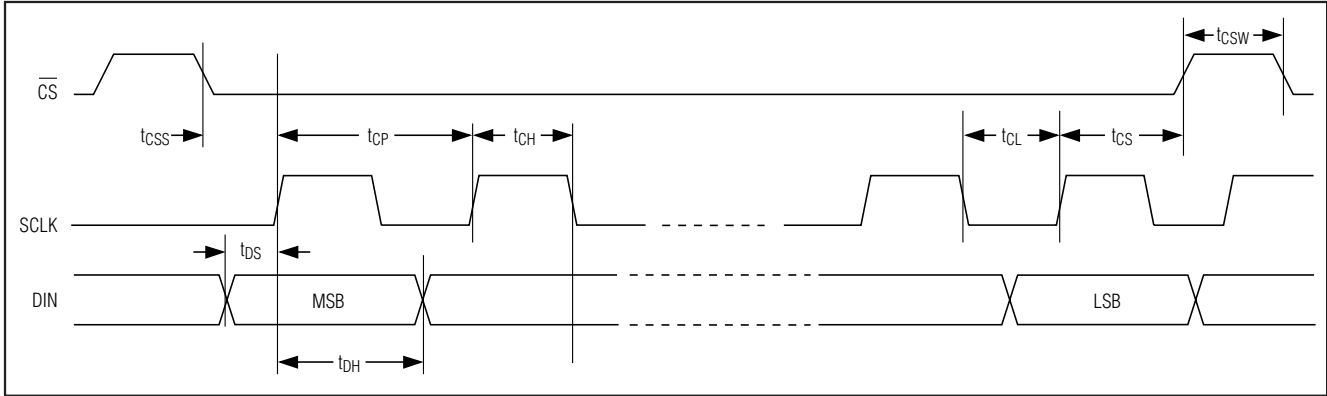 tCSW
CS
tCSS
tCP
tCH
tCL
tCS
SCLK
tDS
DIN
MSB
LSB
tDH